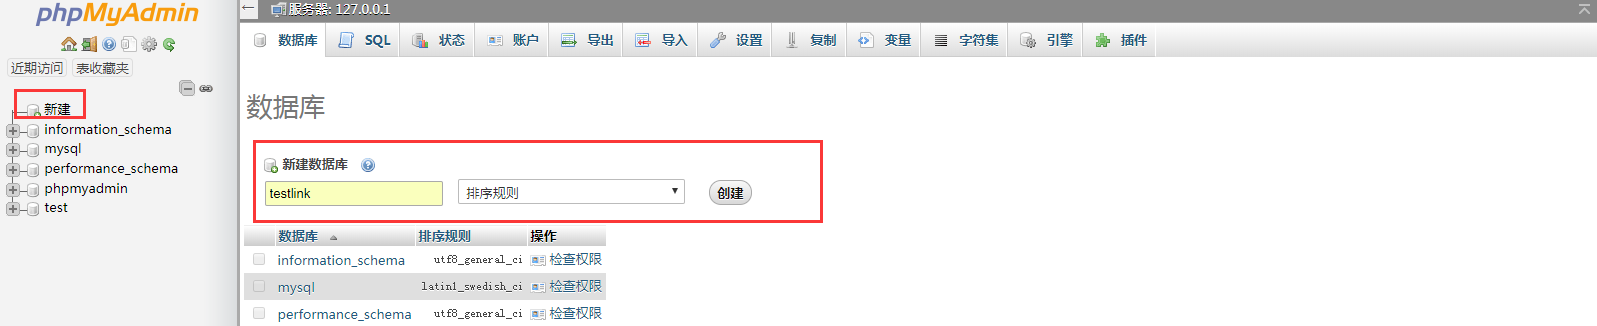 phpMyAdmin
近期访问 表收藏夹
新建
information_schema
mysql
performance_schema
phpmyadmin
test
服务器: 127.0.0.1
数据库 SQL 状态 账户 导出 导入 设置 复制 变量 字符集 引擎 插件
数据库
新建数据库
testlink 排序规则 创建
数据库 排序规则 操作
information_schema utf8_general_ci 检查权限
mysql latin1_swedish_ci 检查权限
performance_schema utf8_general_ci 检查权限